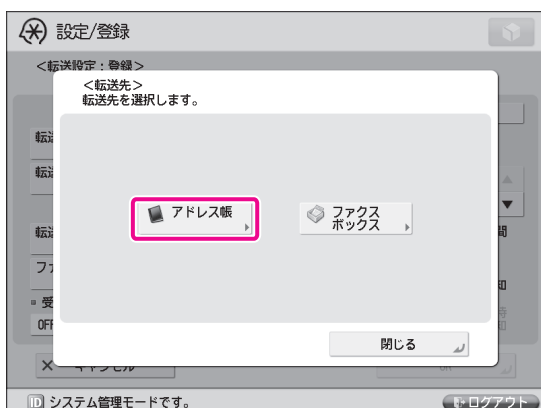 設定/登録
<転送設定：登録>
<転送先>
転送先を選択します。
アドレス帳
ファクス
ボックス
閉じる
OFF
システム管理モードです。
ログアウト